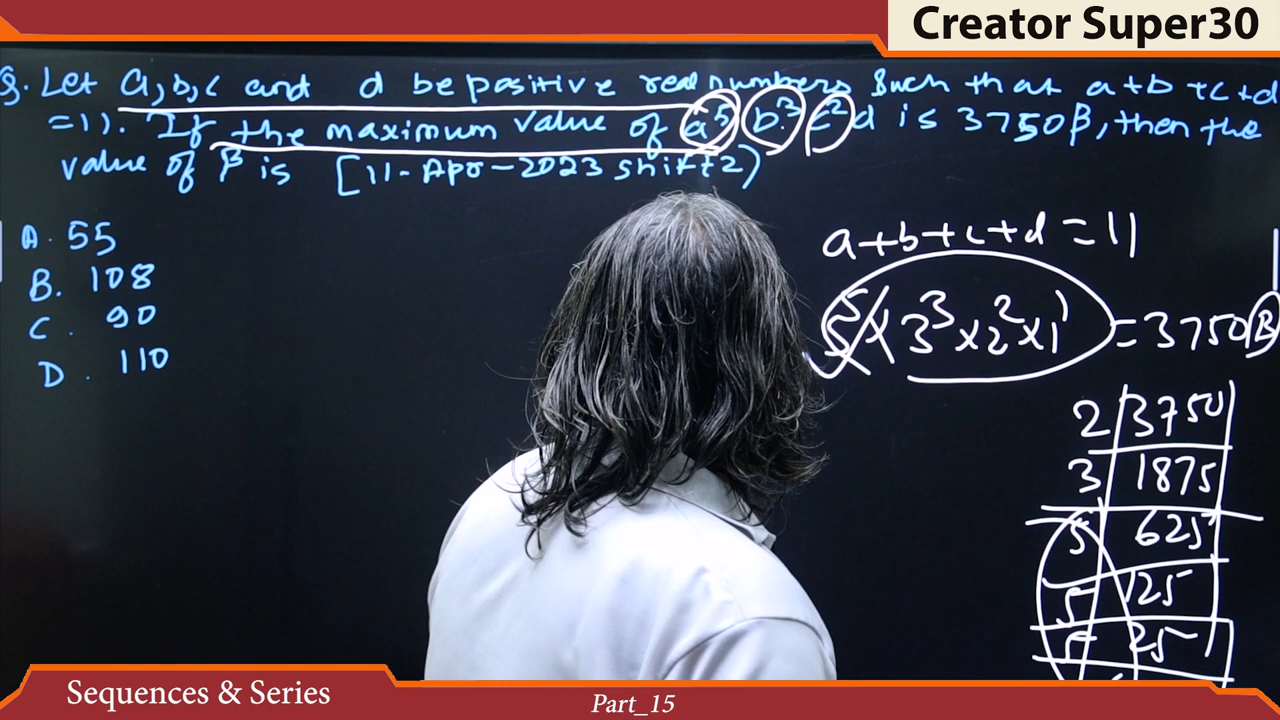 Creator Super30
Q. Let a,b,c and d be positive real numbers such that a+b+c+d
=11. If the maximum value of a⁵ b³ c² d is 3750β, then the
value of β is [11-Apr-2023 shift2)
A. 55
B. 108
C. 90
D. 110
a+b+c+d = 11
5⁵ × 3³ × 2² × 1¹ = 3750β
2 | 3750
3 | 1875
5 | 625
5 | 125
5 | 25
Sequences & Series
Part_15